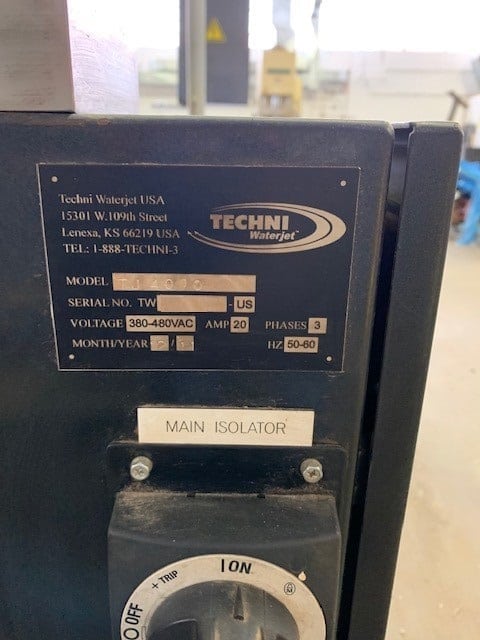 Techni Waterjet USA
15301 W.109th Street
Lenexa, KS 66219 USA
TEL: 1-888-TECHNI-3
TECHNI
Waterjet™
MODEL
SERIAL NO. TW -US
VOLTAGE 380-480VAC AMP 20 PHASES 3
MONTH/YEAR HZ 50-60
MAIN ISOLATOR
I ON
+ TRIP
O OFF